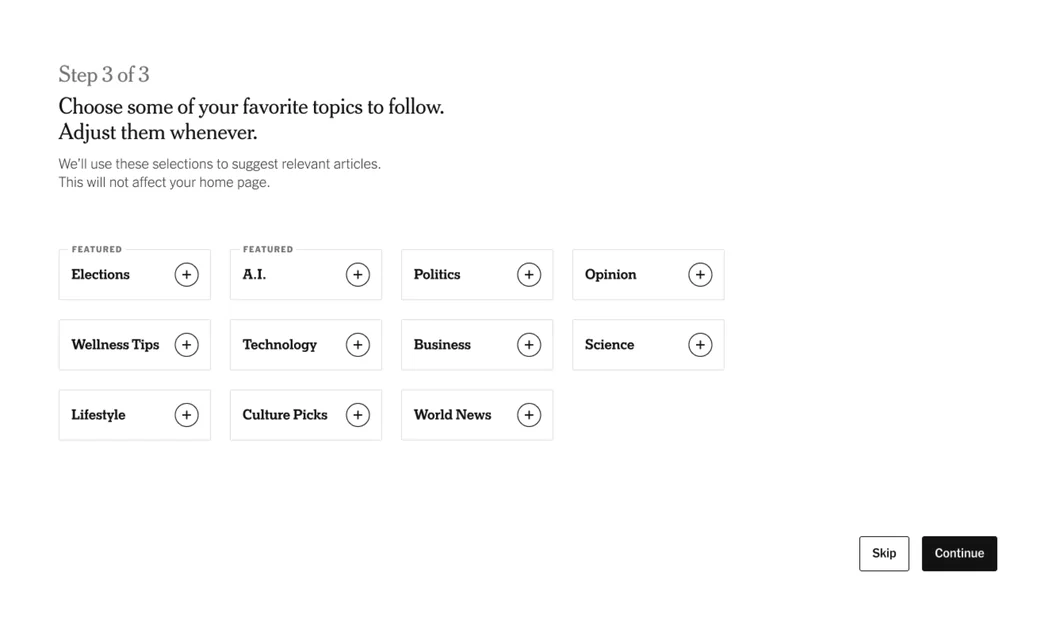 Step 3 of 3
Choose some of your favorite topics to follow.
Adjust them whenever.
We’ll use these selections to suggest relevant articles.
This will not affect your home page.
FEATURED
Elections
FEATURED
A.I.
Politics
Opinion
Wellness Tips
Technology
Business
Science
Lifestyle
Culture Picks
World News
Skip
Continue